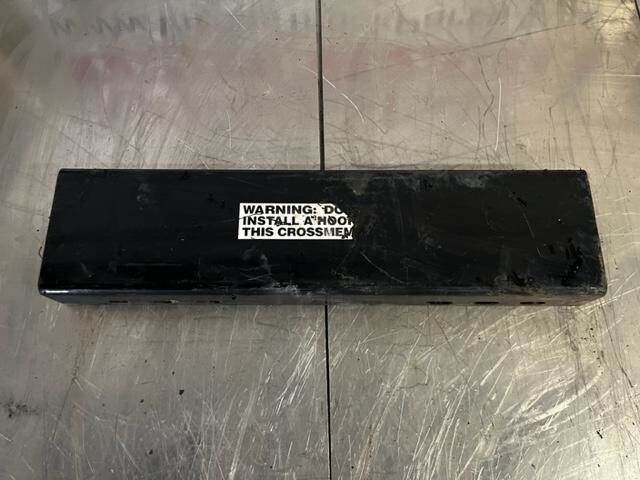 WARNING: DO
INSTALL A HOO
THIS CROSSMEM